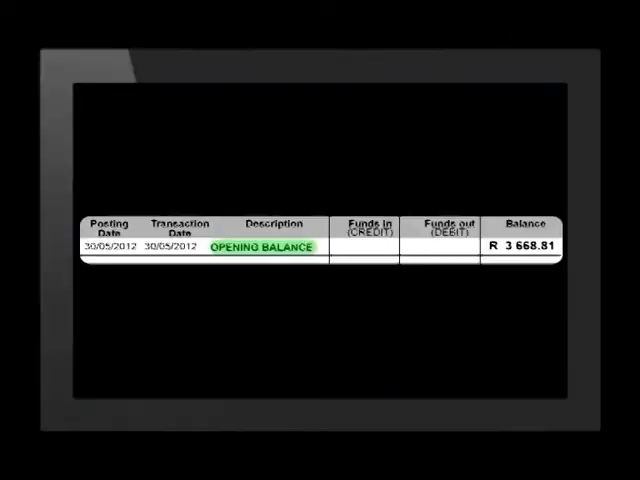 Posting Date Transaction Date Description Funds in (CREDIT) Funds out (DEBIT) Balance
30/05/2012 30/05/2012 OPENING BALANCE R 3 668.81